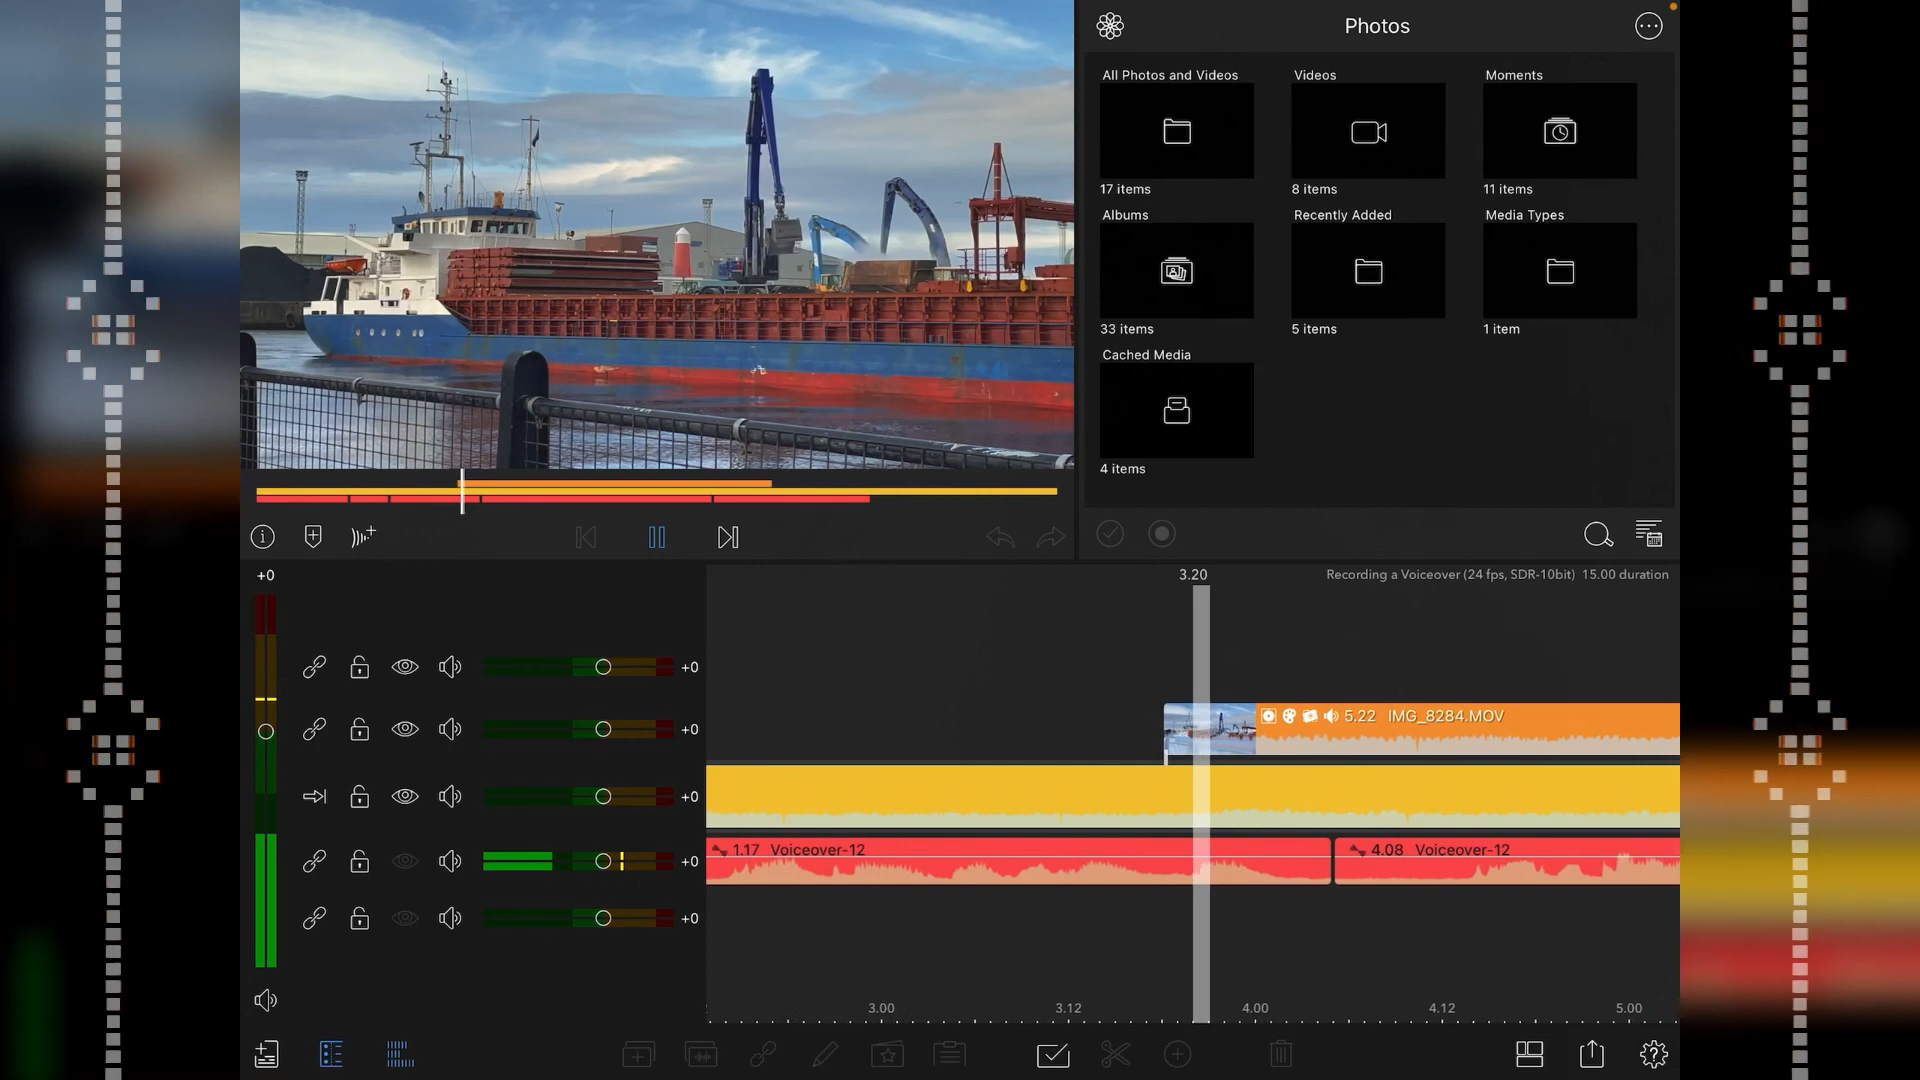 Photos
All Photos and Videos
Videos
Moments
17 items
8 items
11 items
Albums
Recently Added
Media Types
33 items
5 items
1 item
Cached Media
4 items
+0
3.20
Recording a Voiceover (24 fps, SDR-10bit) 15.00 duration
+0
5.22 IMG_8284.MOV
+0
+0
1.17 Voiceover-12
4.08 Voiceover-12
+0
+0
3.00
3.12
4.00
4.12
5.00